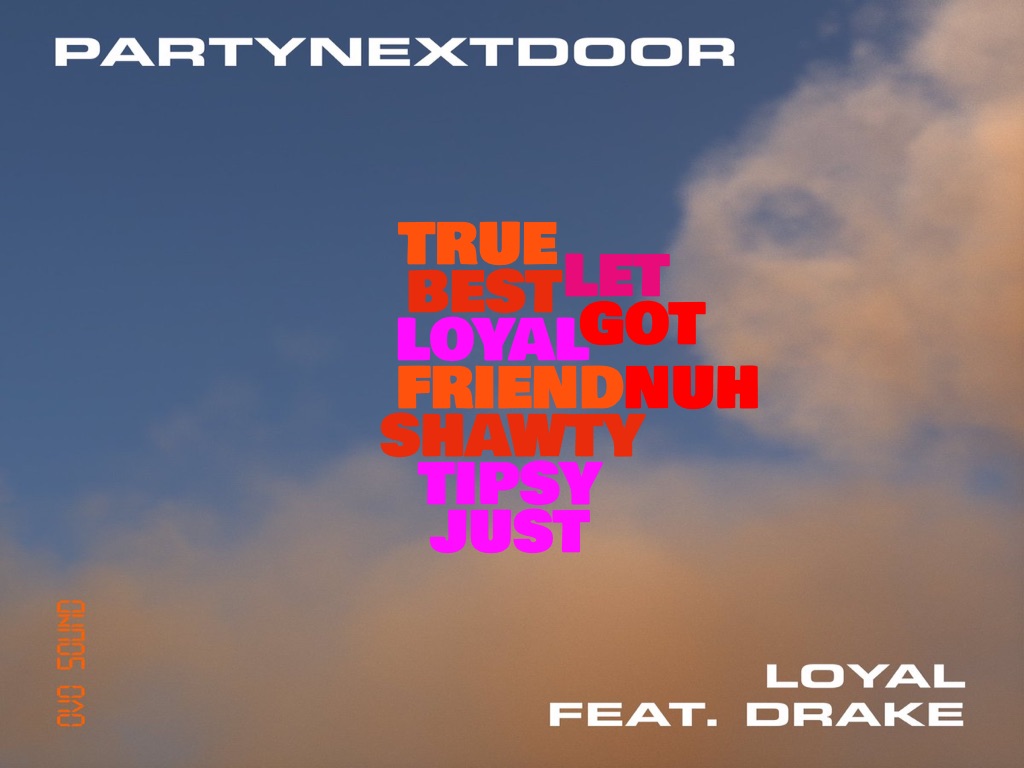 PARTYNEXTDOOR
TRUE
BEST LET
LOYAL GOT
FRIEND NUH
SHAWTY
TIPSY
JUST
OVO SOUND
LOYAL
FEAT. DRAKE